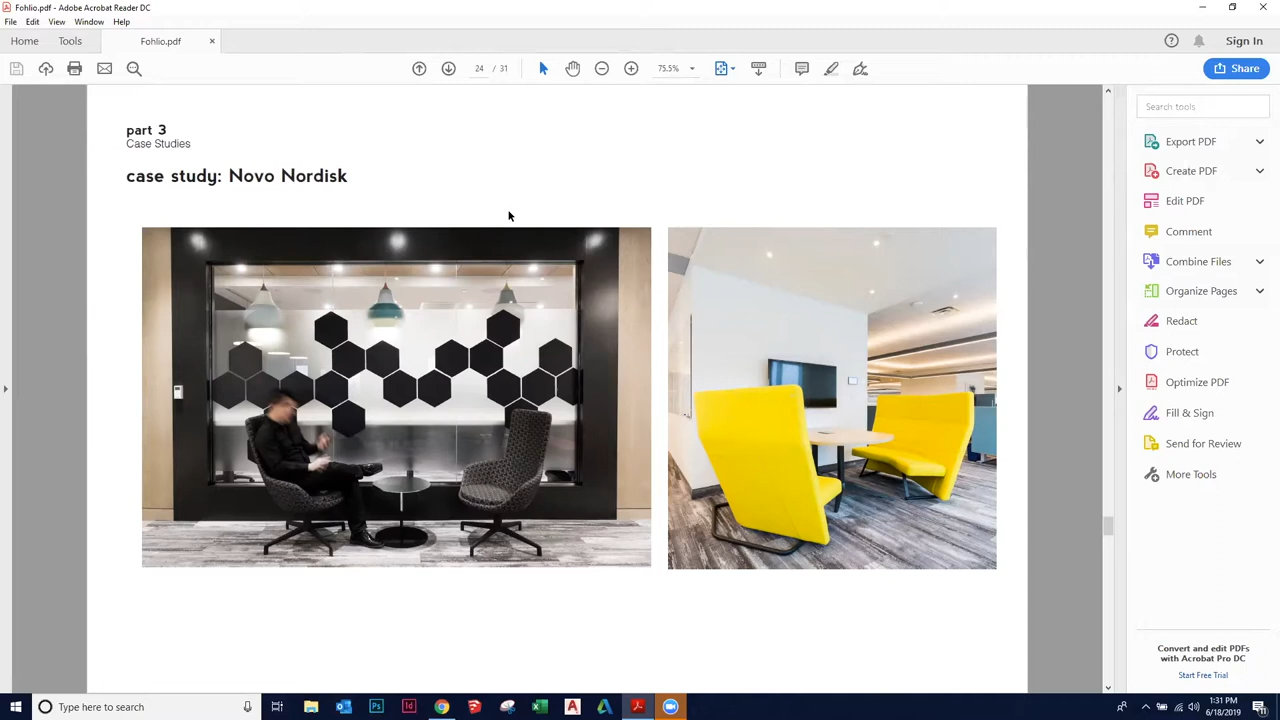 Fohlio.pdf - Adobe Acrobat Reader DC
File Edit View Window Help
Home Tools Fohlio.pdf × Sign In
24 / 31 75.5% Share
part 3
Case Studies
case study: Novo Nordisk
Search tools
Export PDF
Create PDF
Edit PDF
Comment
Combine Files
Organize Pages
Redact
Protect
Optimize PDF
Fill & Sign
Send for Review
More Tools
Convert and edit PDFs
with Acrobat Pro DC
Start Free Trial
Type here to search
1:31 PM
6/18/2019